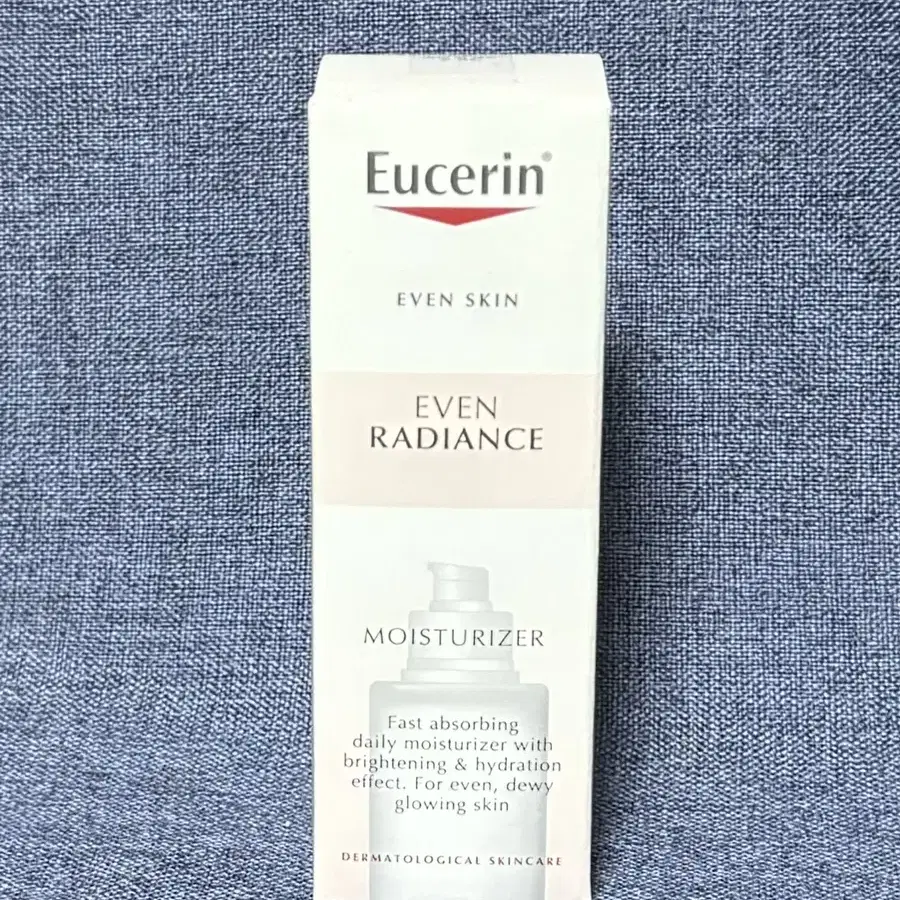 Eucerin®
EVEN SKIN
EVEN
RADIANCE
MOISTURIZER
Fast absorbing
daily moisturizer with
brightening & hydration
effect. For even, dewy
glowing skin
DERMATOLOGICAL SKINCARE